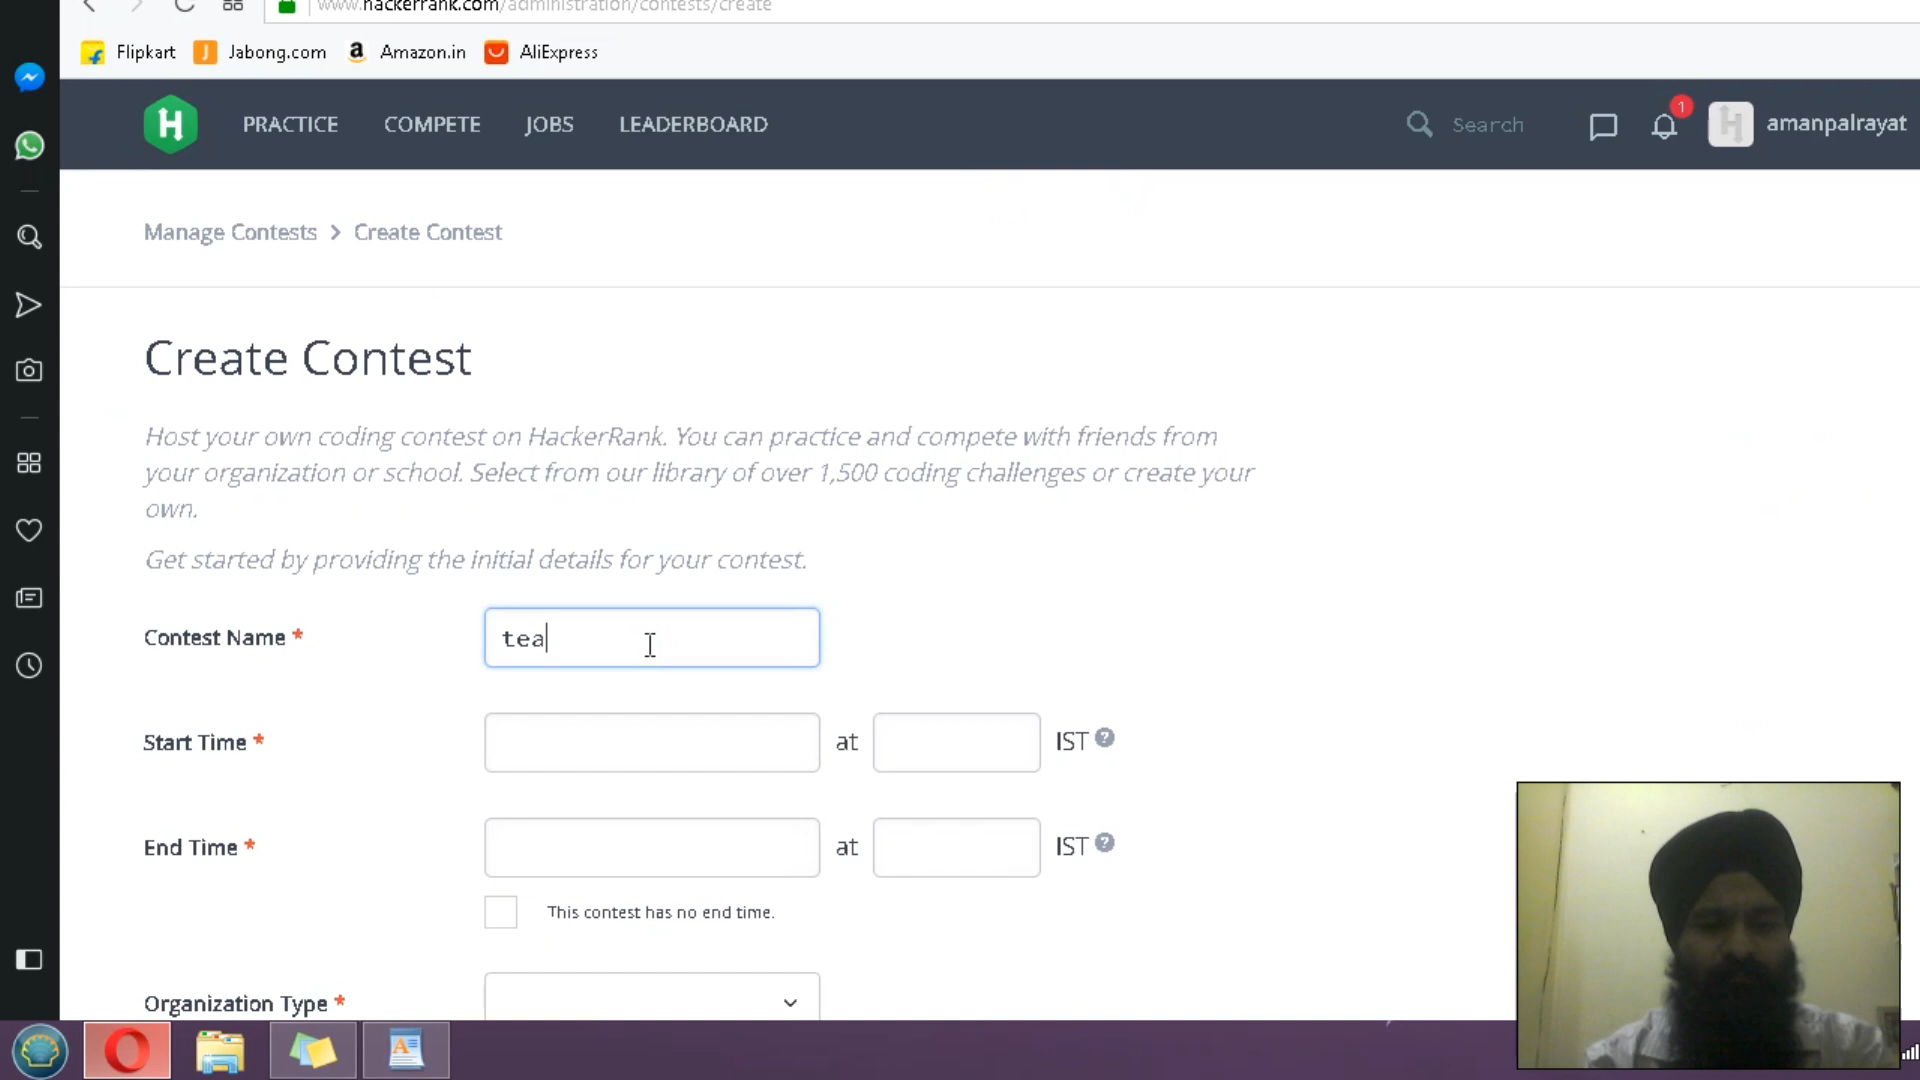 www.hackerrank.com/administration/contests/create
Flipkart Jabong.com Amazon.in AliExpress
PRACTICE COMPETE JOBS LEADERBOARD Search 1 amanpalrayat
Manage Contests > Create Contest
Create Contest
Host your own coding contest on HackerRank. You can practice and compete with friends from
your organization or school. Select from our library of over 1,500 coding challenges or create your
own.
Get started by providing the initial details for your contest.
Contest Name * tea
Start Time * at IST ?
End Time * at IST ?
This contest has no end time.
Organization Type *